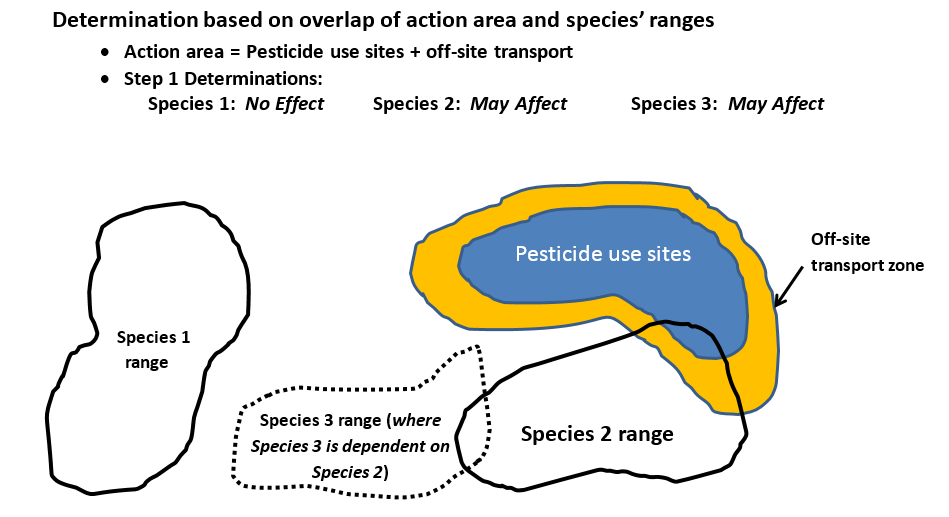 Determination based on overlap of action area and species’ ranges
• Action area = Pesticide use sites + off-site transport
• Step 1 Determinations:
Species 1: No Effect Species 2: May Affect Species 3: May Affect
Pesticide use sites
Off-site
transport zone
Species 1
range
Species 3 range (where
Species 3 is dependent on
Species 2)
Species 2 range